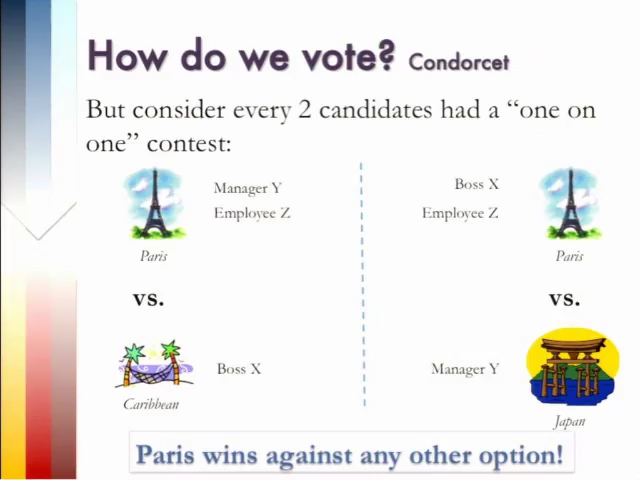 How do we vote? Condorcet
But consider every 2 candidates had a “one on
one” contest:
Manager Y
Employee Z
Paris
vs.
Boss X
Caribbean
Boss X
Employee Z
Paris
vs.
Manager Y
Japan
Paris wins against any other option!